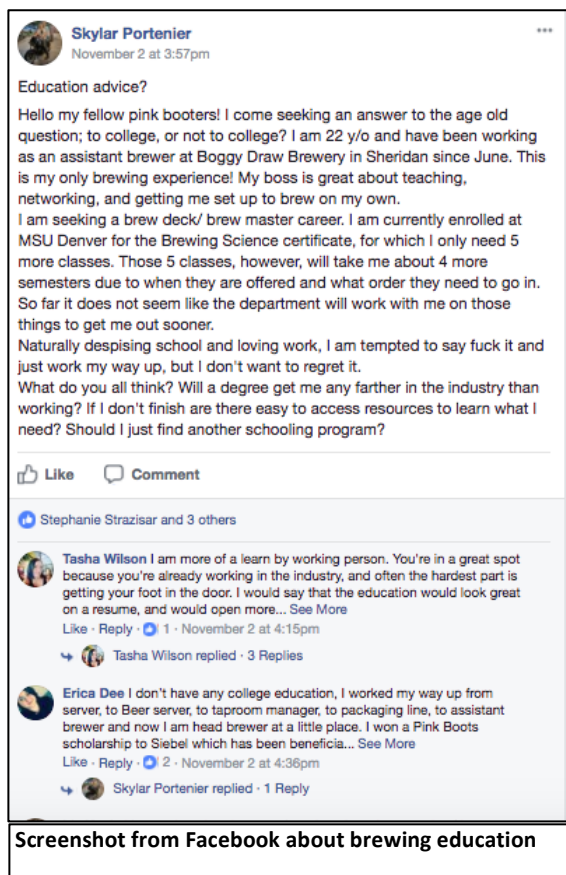 Skylar Portenier
November 2 at 3:57pm
Education advice?
Hello my fellow pink booters! I come seeking an answer to the age old
question; to college, or not to college? I am 22 y/o and have been working
as an assistant brewer at Boggy Draw Brewery in Sheridan since June. This
is my only brewing experience! My boss is great about teaching,
networking, and getting me set up to brew on my own.
I am seeking a brew deck/ brew master career. I am currently enrolled at
MSU Denver for the Brewing Science certificate, for which I only need 5
more classes. Those 5 classes, however, will take me about 4 more
semesters due to when they are offered and what order they need to go in.
So far it does not seem like the department will work with me on those
things to get me out sooner.
Naturally despising school and loving work, I am tempted to say fuck it and
just work my way up, but I don't want to regret it.
What do you all think? Will a degree get me any farther in the industry than
working? If I don't finish are there easy to access resources to learn what I
need? Should I just find another schooling program?
Like Comment
Stephanie Strazisar and 3 others
Tasha Wilson I am more of a learn by working person. You're in a great spot
because you're already working in the industry, and often the hardest part is
getting your foot in the door. I would say that the education would look great
on a resume, and would open more... See More
Like · Reply · 1 · November 2 at 4:15pm
Tasha Wilson replied · 3 Replies
Erica Dee I don't have any college education, I worked my way up from
server, to Beer server, to taproom manager, to packaging line, to assistant
brewer and now I am head brewer at a little place. I won a Pink Boots
scholarship to Siebel which has been beneficia... See More
Like · Reply · 2 · November 2 at 4:36pm
Skylar Portenier replied · 1 Reply
Screenshot from Facebook about brewing education